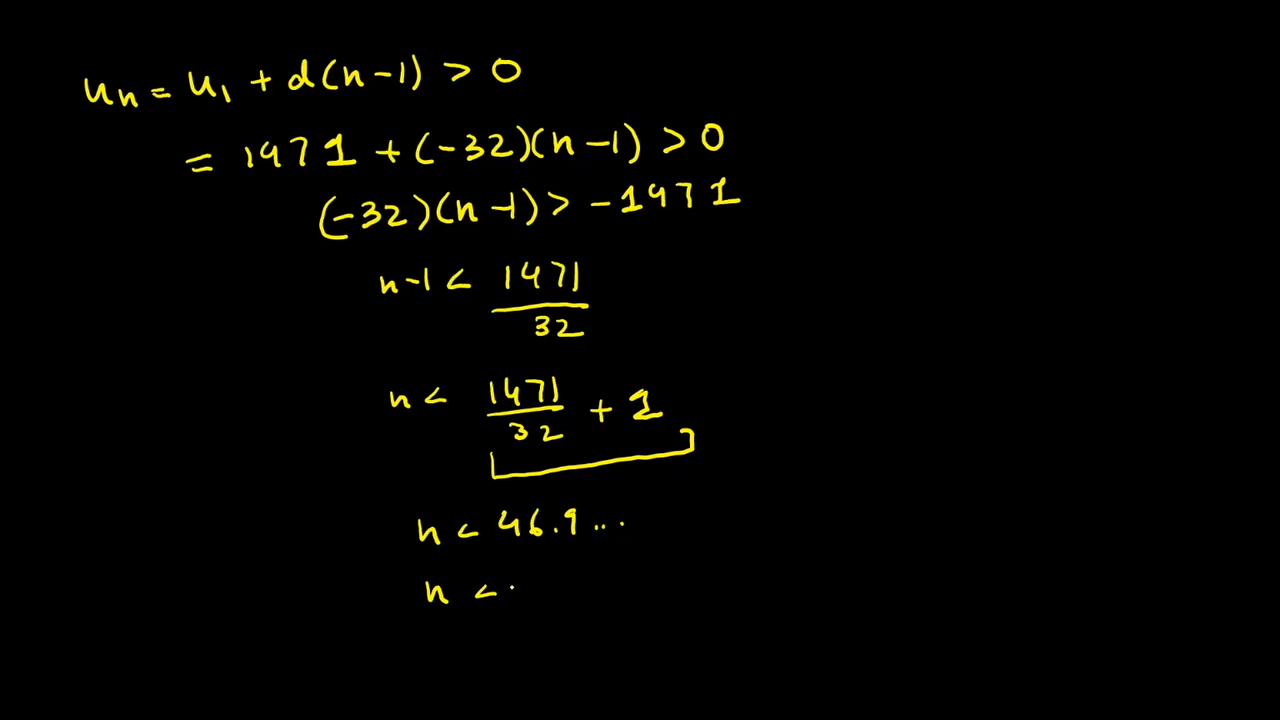 uₙ = u₁ + d(n-1) > 0
= 1471 + (-32)(n-1) > 0
(-32)(n-1) > -1471
n-1 < 1471/32
n < 1471/32 + 1
n < 46.9...
n < .